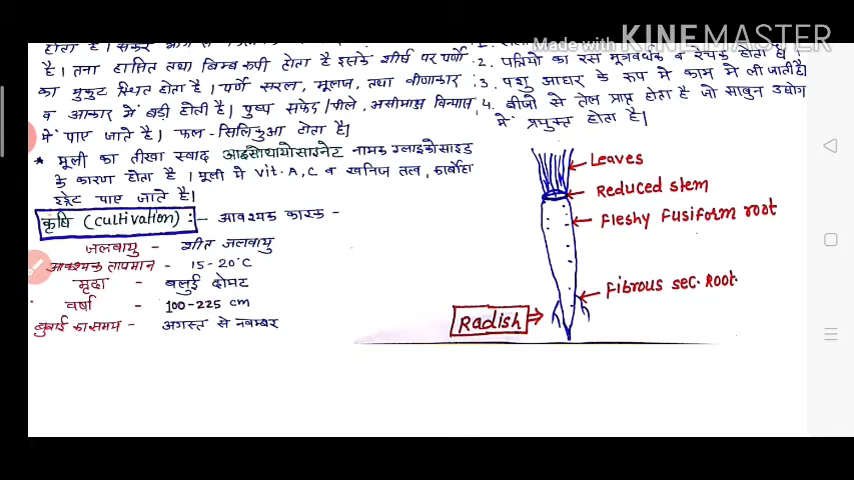 Made with KINEMASTER
है। तना ह्रासित तथा बिम्ब रूपी होता है इसके शीर्ष पर पर्णो
का मुकुट स्थित होता है। पर्णे सरल, मूलज, तथा वीणाकार
व आकार में बड़ी होती है। पुष्प सफेद/पीले, असीमाक्ष विन्यास
में पाए जाते है। फल - सिलिकुआ होता है।
* मूली का तीखा स्वाद आइसोथायोसाइनेट नामक ग्लाइकोसाइड
के कारण होता है। मूली मे Vit. A, C व खनिज तत्व, कार्बोहा
इड्रेट पाए जाते है।
कृषि (cultivation) :- आवश्यक कारक -
जलवायु - शीत जलवायु
आवश्यक तापमान - 15-20°C
मृदा - बलुई दोमट
वर्षा - 100-225 cm
बुवाई का समय - अगस्त से नवम्बर
2. पत्तियो का रस मूत्रवर्धक व रेचक होता है।
3. पशु आहार के रूप में काम मे ली जाती है
4. बीजो से तेल प्राप्त होता है जो साबुन उद्योग
में प्रयुक्त होता है।
Leaves
Reduced stem
Fleshy Fusiform root
Fibrous sec. Root.
Radish